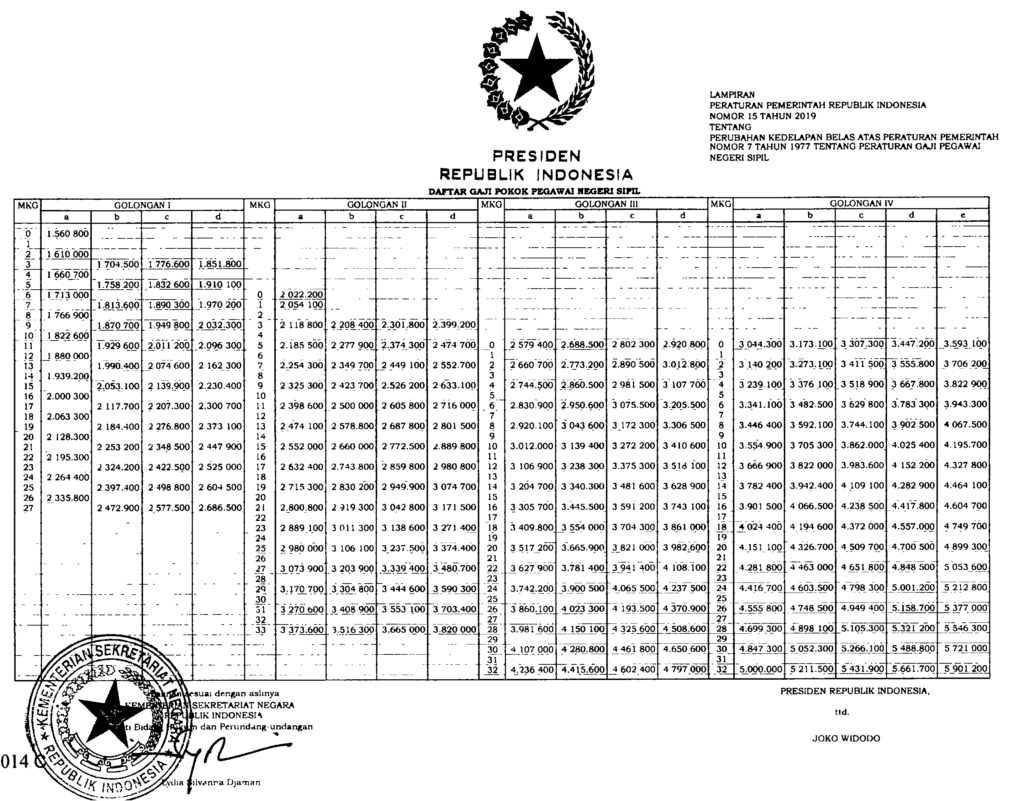 LAMPIRAN
PERATURAN PEMERINTAH REPUBLIK INDONESIA
NOMOR 15 TAHUN 2019
TENTANG
PERUBAHAN KEDELAPAN BELAS ATAS PERATURAN PEMERINTAH
NOMOR 7 TAHUN 1977 TENTANG PERATURAN GAJI PEGAWAI
NEGERI SIPIL
PRESIDEN
REPUBLIK INDONESIA
DAFTAR GAJI POKOK PEGAWAI NEGERI SIPIL
MKG GOLONGAN I MKG GOLONGAN II MKG GOLONGAN III MKG GOLONGAN IV
a b c d a b c d a b c d a b c d e
0 1.560 800
1
2 1 610 000
3 1 704.500 1 776.600 1.851.800
4 1 660 700
5 1.758 200 1.832 600 1.910 100
6 1 713 000 0 2 022.200
7 1.813.600 1.890 300 1.970 200 1 2 054 100
8 1 766 900 2
9 1.870 700 1.949 800 2 032 300 3 2 118 800 2 208 400 2.301.800 2.399.200
10 1 822 600 4
11 1.929 600 2.011 200 2.096 300 5 2.185 500 2 277 900 2.374 300 2 474 700 0 2 579 400 2.688.500 2 802 300 2.920 800 0 3 044.300 3.173.100 3 307.300 3.447.200 3.593 100
12 1 880 000 6 1 1
13 1.990.400 2 074 600 2 162 300 7 2 254 300 2 349 700 2 449 100 2 552.700 2 2 660 700 2.773.200 2.890 500 3.012.800 2 3 140 200 3.273,100 3 411 500 3 555.800 3 706 200
14 1.939.200 8 3 3
15 2.053.100 2 139.900 2.230.400 9 2 325 300 2 423 700 2.526 200 2 633.100 4 2 744.500 2.860.500 2 981 500 3 107 700 4 3 239.100 3 376 100 3 518 900 3 667.800 3 822 900
16 2.000 300 10 5 5
17 2 117.700 2 207.300 2 300 700 11 2 398 600 2 500 000 2 605 800 2 716 000 6 2.830 900 2.950.600 3 075.500 3.205.500 6 3.341.100 3 482.500 3 629 800 3.783 300 3.943.300
18 2.063 300 12 7 7
19 2 184.400 2 276.800 2 373 100 13 2 474 100 2 578.800 2 687 800 2 801 500 8 2.920.100 3 043 600 3 172 300 3.306 500 8 3.446 400 3 592.100 3 744.100 3 902 500 4 067.500
20 2 128.300 14 9 9
21 2 253 200 2 348 500 2 447 900 15 2 552 000 2 660 000 2 772.500 2.889 800 10 3.012.000 3 139 400 3 272 200 3 410 600 10 3.554.900 3 705 300 3.862.000 4.025 400 4.195.700
22 2 195.300 16 11 11
23 2 324.200 2 422.500 2 525 000 17 2 632 400 2.743.800 2 859 800 2 980 800 12 3 106 900 3 238 300 3.375 300 3 518 100 12 3 666 900 3 822 000 3.983.600 4 152 200 4.327 800
24 2 264 400 18 13 13
25 2 397.400 2 498 800 2 604 500 19 2 715 300 2 830 200 2 949.900 3 074 700 14 3 204 700 3 340.300 3 481 600 3 628 900 14 3 782 400 3.942.400 4 109 100 4.282 900 4.464 100
26 2.335.800 20 15 15
27 2 472.900 2 577.500 2.686.500 21 2.800.800 2 919 300 3 042 800 3 171 500 16 3 305 700 3.445.500 3 591 200 3 743 100 16 3.901 500 4 066.500 4 238 500 4.417.800 4.604 700
22 17 17
23 2 889 100 3 011 300 3 138 600 3 271 400 18 3 409.800 3 554 000 3 704 300 3 861 000 18 4 024 400 4 194 600 4.372 000 4.557.000 4 749 700
24 19 19
25 2 980 000 3 106 100 3 237.500 3 374.400 20 3 517 200 3.665.900 3.821 000 3 982.600 20 4.151.100 4 326.700 4 509 700 4.700 500 4 899 300
26 21 21
27 3 073 900 3 203 900 3.339 400 3 480.700 22 3 627 900 3.781 400 3 941 400 4 108.100 22 4.281 800 4 463 000 4 651 800 4.848 500 5 053 600
28 23 23
29 3.170 700 3 304 800 3 444 600 3 590 300 24 3.742.200 3.900 500 4.065 500 4 237 500 24 4 416 700 4 603.500 4 798 300 5.001.200 5 212 800
30 25 25
31 3 270 600 3 408 900 3 553 100 3 703.400 26 3 860.100 4 023 300 4 193.500 4 370.900 26 4 555 800 4 748 500 4.949 400 5.158.700 5 377 000
32 27 27
33 3 373.600 3.516 300 3.665 000 3.820 000 28 3.981 600 4 150 100 4 325 600 4 508.600 28 4.699 300 4 898 100 5.105.300 5.321 200 5 546 300
29 29
30 4 107 000 4 280.800 4 461 800 4.650 600 30 4.847 300 5 052.300 5.266.100 5 488.800 5 721 000
31 31
32 4.236 400 4.415.600 4 602 400 4 797 000 32 5.000.000 5 211.500 5 431.900 5.661.700 5 901 200
sesuai dengan aslinya
KEMENTERIAN SEKRETARIAT NEGARA
REPUBLIK INDONESIA
Hukum dan Perundang-undangan
Lydia Silvanna Djaman
KEMENTERIAN SEKRETARIAT NEGARA
REPUBLIK INDONESIA
014 C
PRESIDEN REPUBLIK INDONESIA,
ttd.
JOKO WIDODO